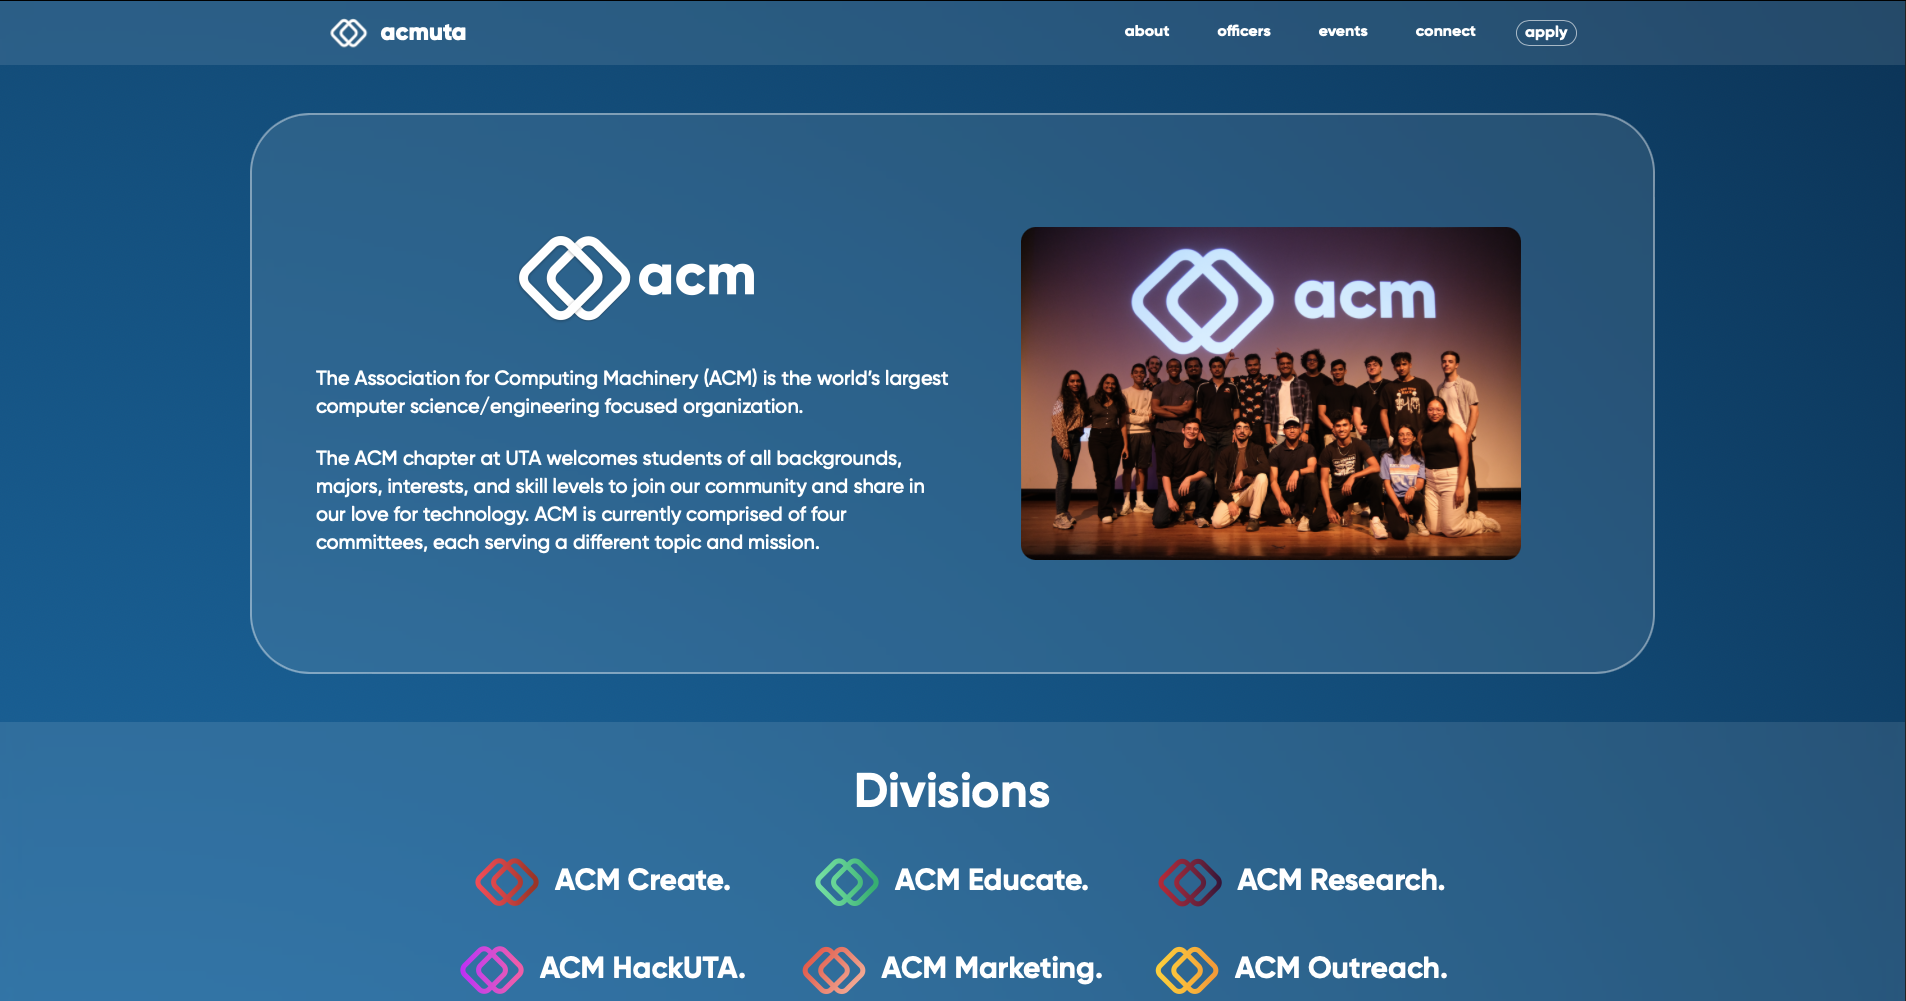 acmuta
about officers events connect apply
acm
The Association for Computing Machinery (ACM) is the world’s largest
computer science/engineering focused organization.
The ACM chapter at UTA welcomes students of all backgrounds,
majors, interests, and skill levels to join our community and share in
our love for technology. ACM is currently comprised of four
committees, each serving a different topic and mission.
acm
Divisions
ACM Create. ACM Educate. ACM Research.
ACM HackUTA. ACM Marketing. ACM Outreach.